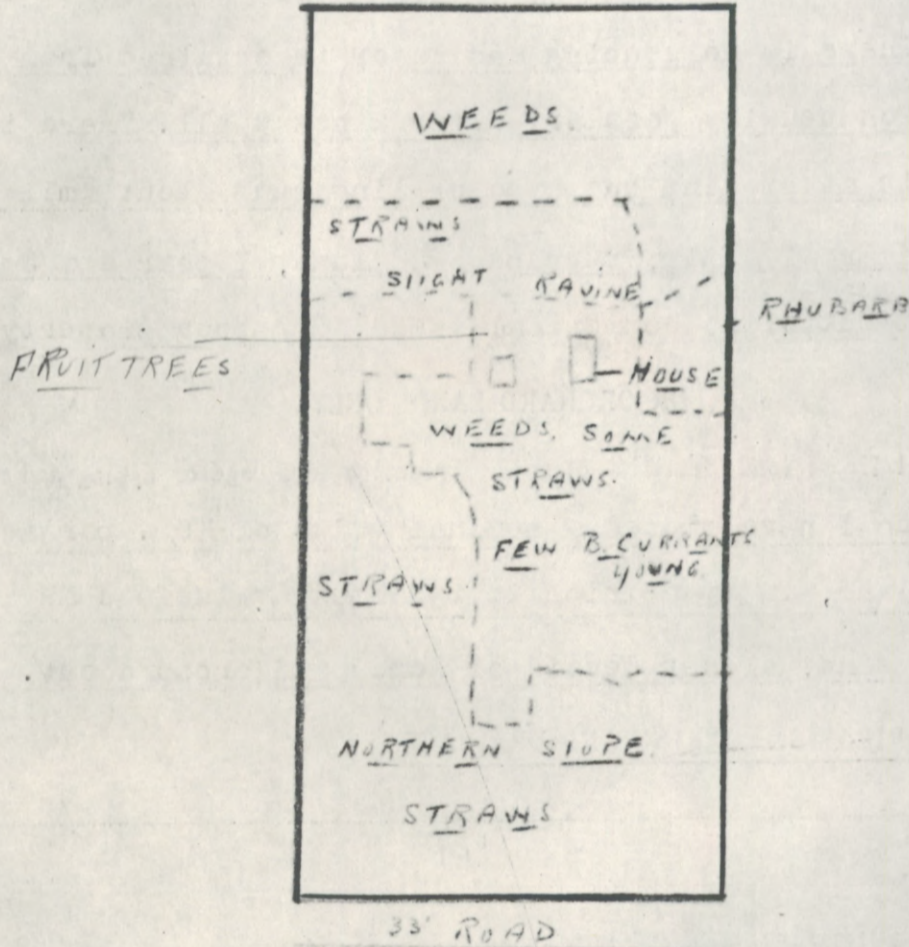 WEEDS
STRAWS
SlIGHT RAVINE
RHUBARB
FRUIT TREES
HOUSE
WEEDS, SOME
STRAWS.
FEW B. CURRANTS
YOUNG.
STRAWS.
NORTHERN SlOPE.
STRAWS
33' ROAD